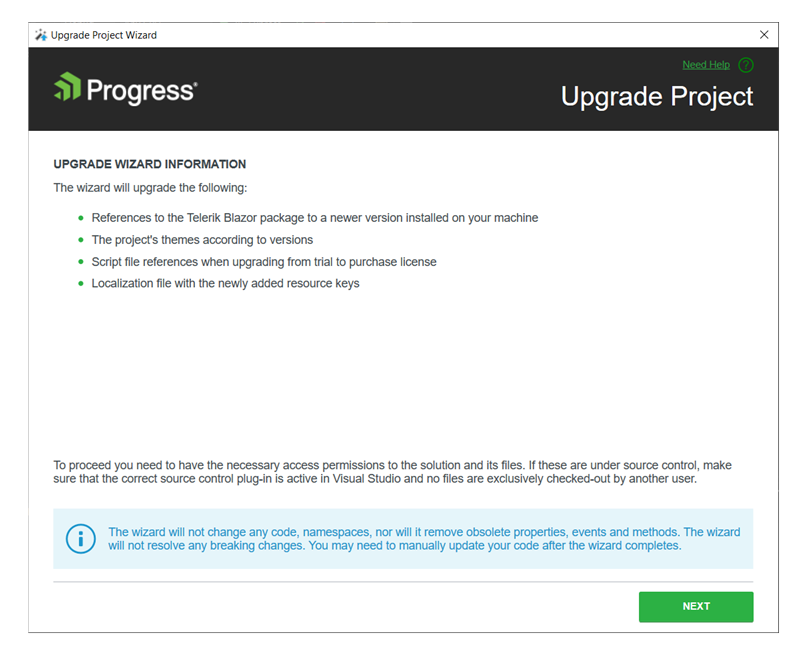 Upgrade Project Wizard
Need Help ?
Progress®
Upgrade Project
UPGRADE WIZARD INFORMATION
The wizard will upgrade the following:
References to the Telerik Blazor package to a newer version installed on your machine
The project's themes according to versions
Script file references when upgrading from trial to purchase license
Localization file with the newly added resource keys
To proceed you need to have the necessary access permissions to the solution and its files. If these are under source control, make
sure that the correct source control plug-in is active in Visual Studio and no files are exclusively checked-out by another user.
The wizard will not change any code, namespaces, nor will it remove obsolete properties, events and methods. The wizard
will not resolve any breaking changes. You may need to manually update your code after the wizard completes.
NEXT